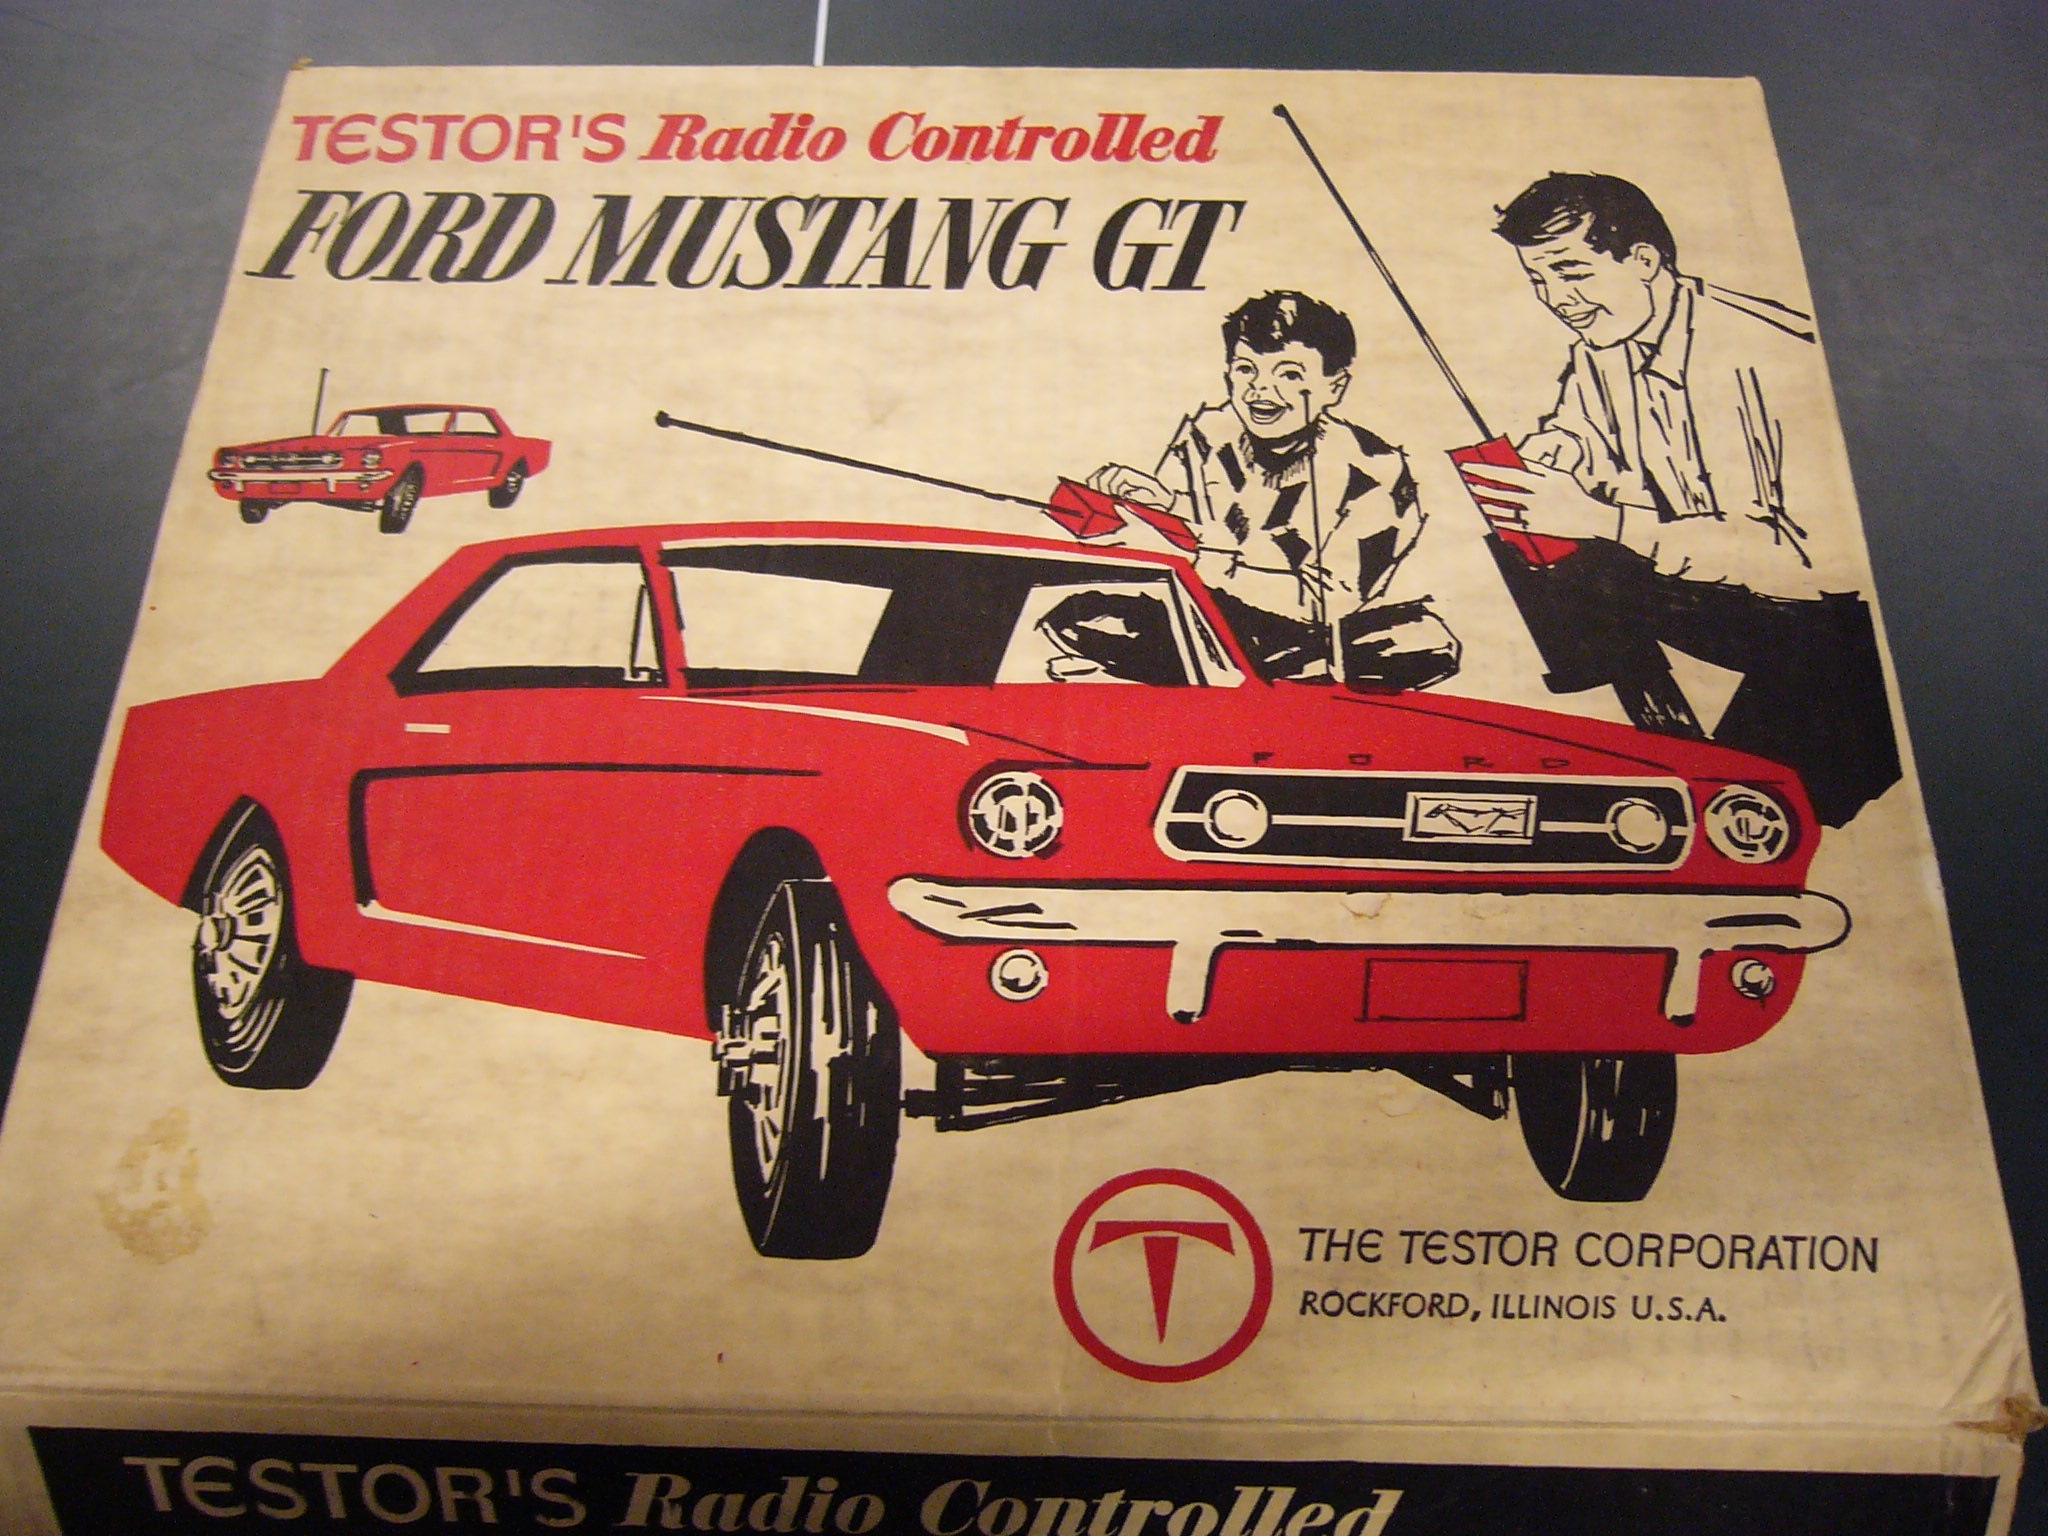 TESTOR'S Radio Controlled
FORD MUSTANG GT
FORD
T
THE TESTOR CORPORATION
ROCKFORD, ILLINOIS U.S.A.
TESTOR'S Radio Controlled